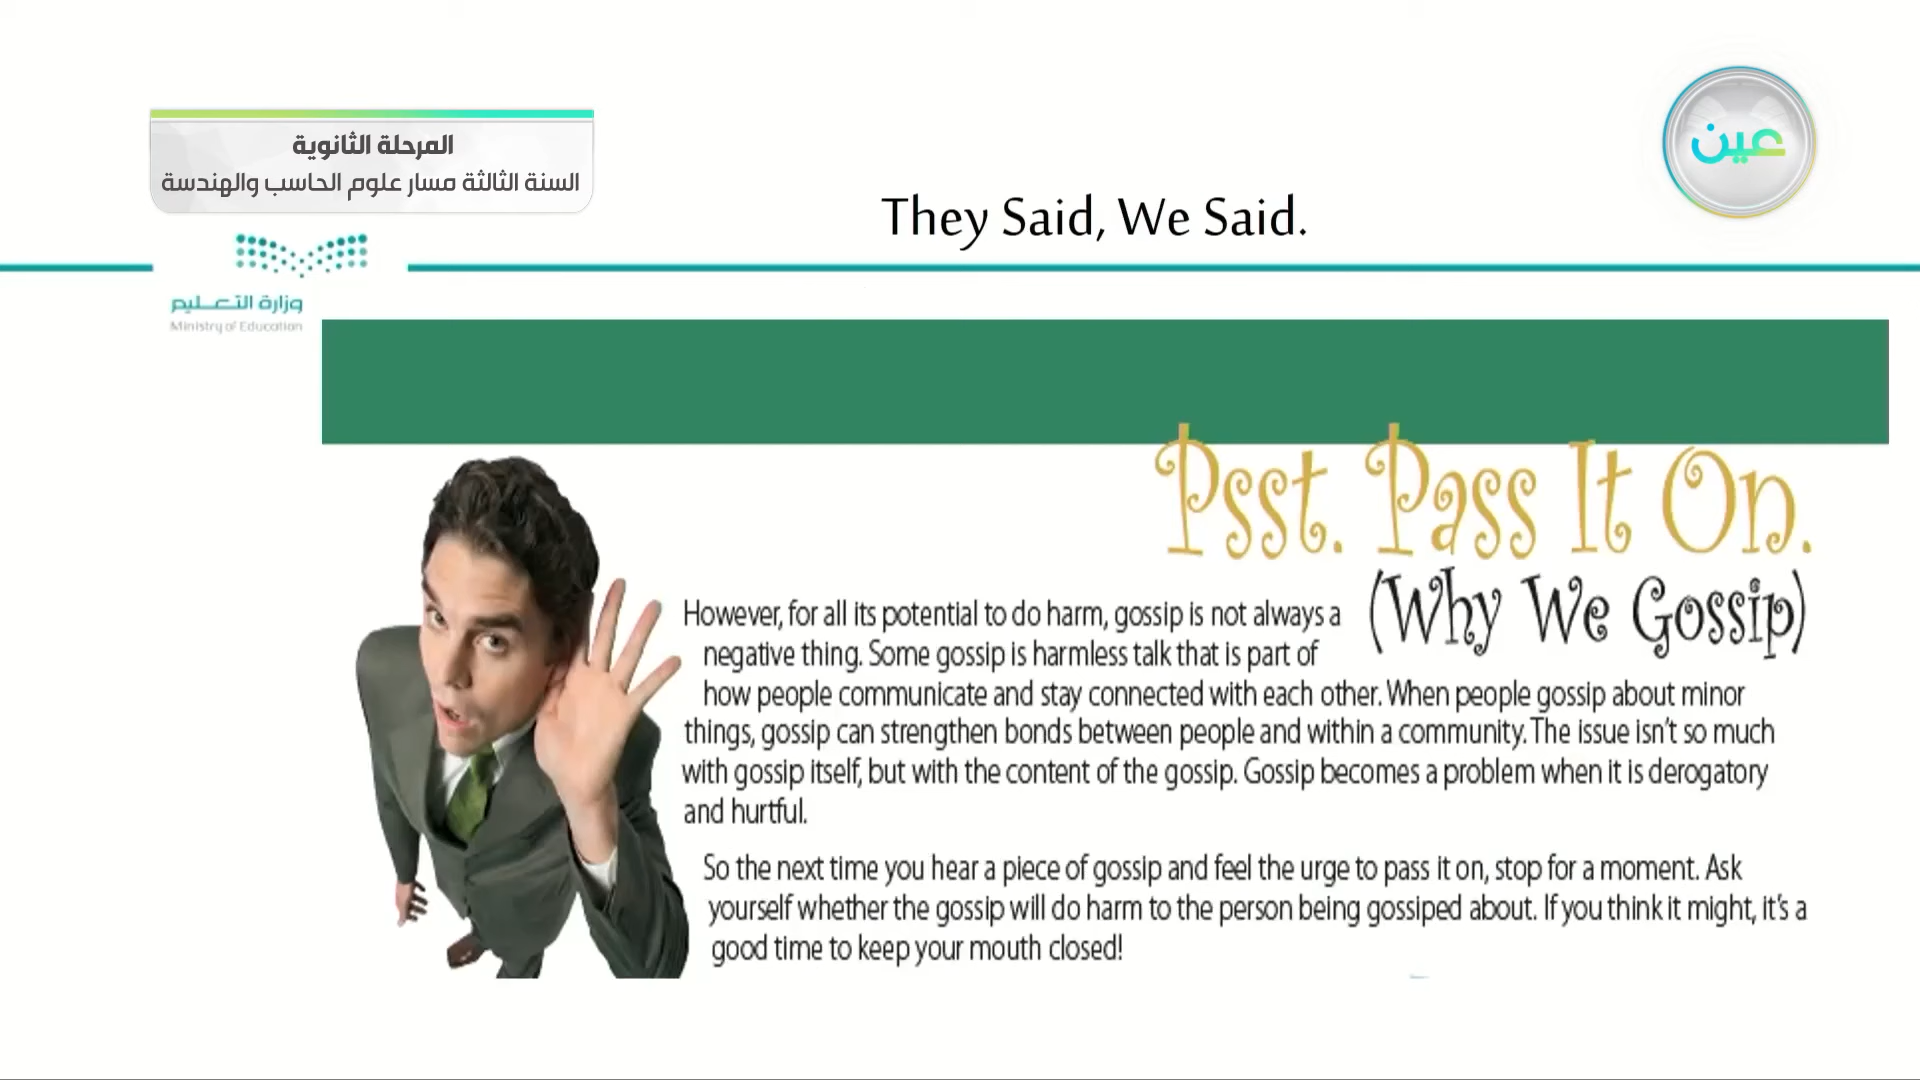 المرحلة الثانوية
السنة الثالثة مسار علوم الحاسب والهندسة
عين
They Said, We Said.
وزارة التعليم
Ministry of Education
Psst. Pass It On.
(Why We Gossip)
However, for all its potential to do harm, gossip is not always a
negative thing. Some gossip is harmless talk that is part of
how people communicate and stay connected with each other. When people gossip about minor
things, gossip can strengthen bonds between people and within a community. The issue isn't so much
with gossip itself, but with the content of the gossip. Gossip becomes a problem when it is derogatory
and hurtful.
So the next time you hear a piece of gossip and feel the urge to pass it on, stop for a moment. Ask
yourself whether the gossip will do harm to the person being gossiped about. If you think it might, it's a
good time to keep your mouth closed!